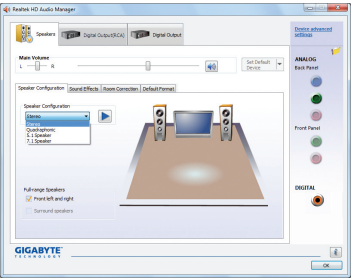 Realtek HD Audio Manager
Speakers
Digital Output(RCA)
Digital Output
Device advanced settings
Main Volume
L
R
Set Default Device
ANALOG
Back Panel
Speaker Configuration
Sound Effects
Room Correction
Default Format
Speaker Configuration
Stereo
Stereo
Quadraphonic
5.1 Speaker
7.1 Speaker
Front Panel
Full-range Speakers
Front left and right
Surround speakers
DIGITAL
GIGABYTE
TECHNOLOGY
OK